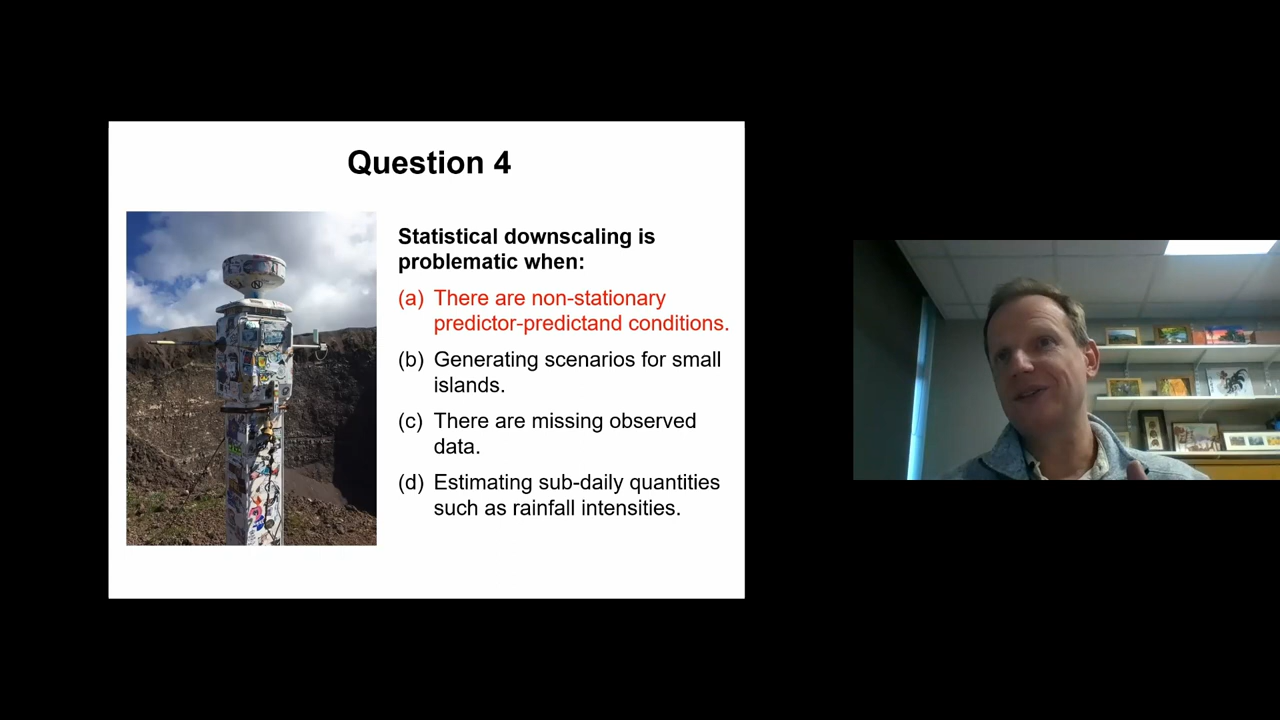 Question 4
Statistical downscaling is
problematic when:
(a) There are non-stationary
predictor-predictand conditions.
(b) Generating scenarios for small
islands.
(c) There are missing observed
data.
(d) Estimating sub-daily quantities
such as rainfall intensities.